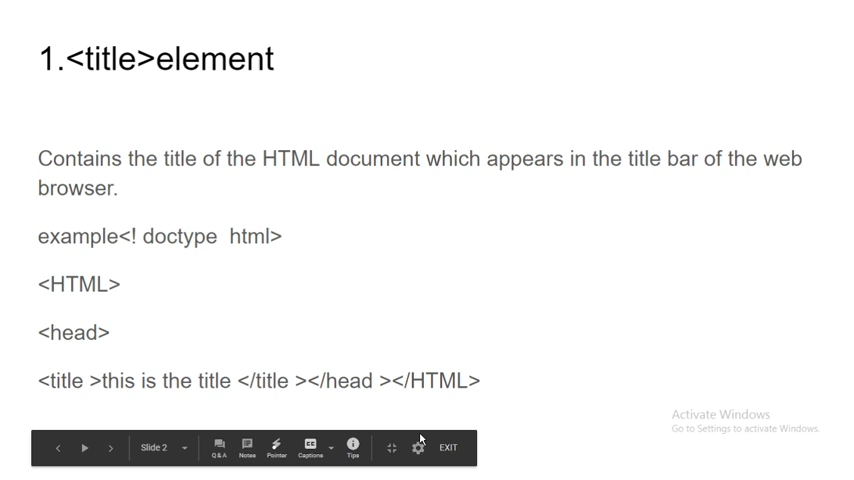 1.<title>element
Contains the title of the HTML document which appears in the title bar of the web
browser.
example<! doctype  html>
<HTML>
<head>
<title >this is the title </title ></head ></HTML>
Activate Windows
Go to Settings to activate Windows.
Slide 2
Q&A
Notes
Pointer
CC
Captions
Tips
EXIT